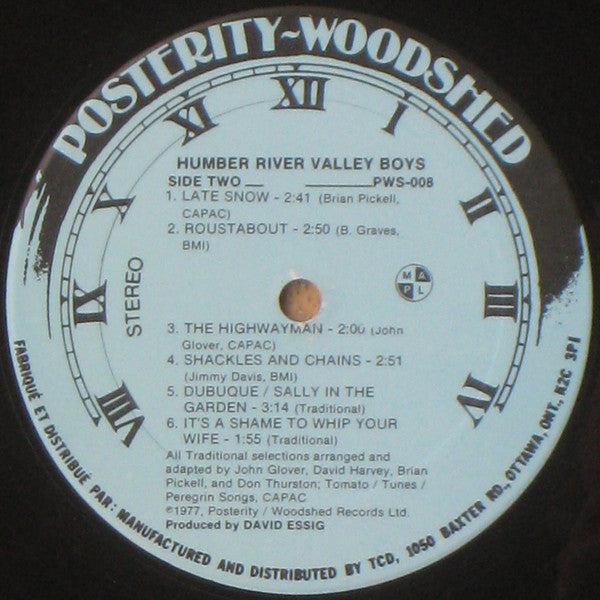 POSTERITY~WOODSHED
XII
I
II
III
IV
VIII
IX
X
XI
HUMBER RIVER VALLEY BOYS
SIDE TWO __ ________PWS-008
1. LATE SNOW - 2:41 (Brian Pickell,
CAPAC)
2. ROUSTABOUT - 2:50 (B. Graves,
BMI)
STEREO
M A
P L
3. THE HIGHWAYMAN - 2:00 (John
Glover, CAPAC)
4. SHACKLES AND CHAINS - 2:51
(Jimmy Davis, BMI)
5. DUBUQUE / SALLY IN THE
GARDEN - 3:14 (Traditional)
6. IT'S A SHAME TO WHIP YOUR
WIFE - 1:55 (Traditional)
All Traditional selections arranged and
adapted by John Glover, David Harvey, Brian
Pickell, and Don Thurston; Tomato / Tunes /
Peregrin Songs, CAPAC
℗1977, Posterity / Woodshed Records Ltd.
Produced by DAVID ESSIG
FABRIQUÉ ET DISTRIBUÉ PAR: MANUFACTURED AND DISTRIBUTED BY TCD, 1050 BAXTER RD., OTTAWA, ONT., K2C 3P1